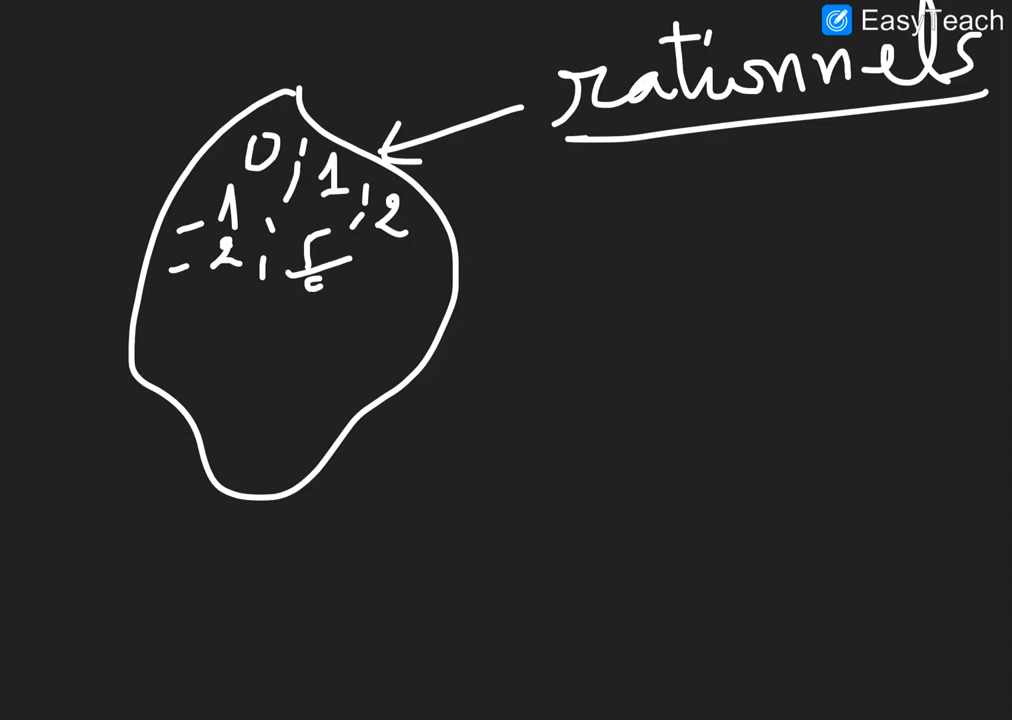 EasyTeach
rationnels
0 ; 1
-1 ; ; 2
-2 ;